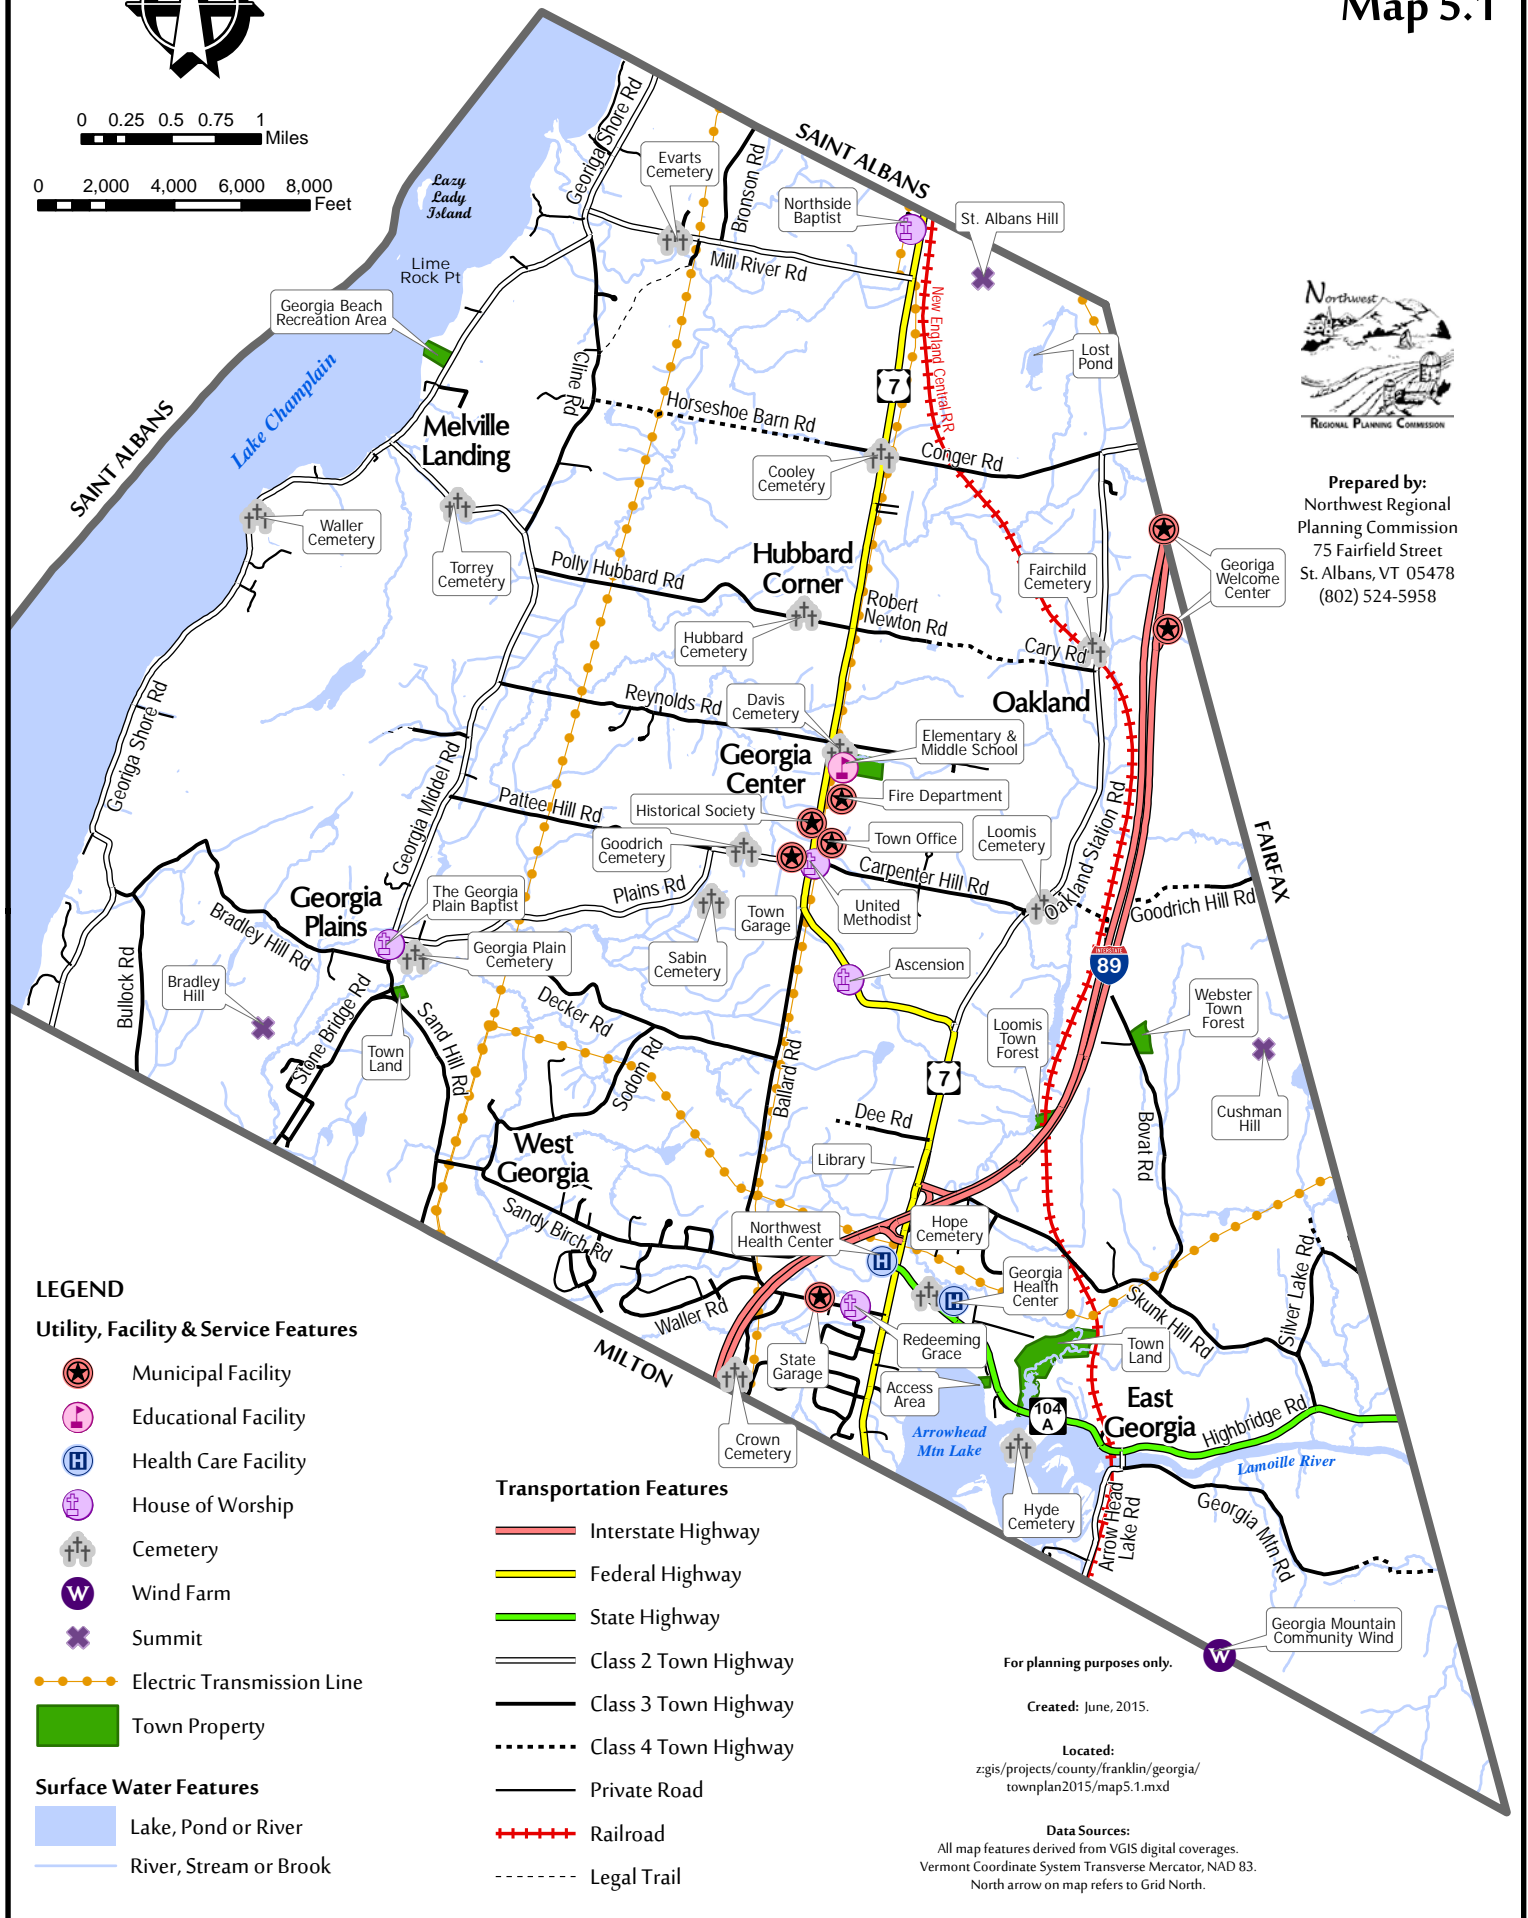 Map 5.1
0 0.25 0.5 0.75 1
Miles
0 2,000 4,000 6,000 8,000
Feet
SAINT ALBANS
Georiga Shore Rd
Evarts
Cemetery
Bronson Rd
Northside
Baptist
St. Albans Hill
Lazy
Lady
Island
Mill River Rd
Lime
Rock Pt
Georgia Beach
Recreation Area
New England Central RR
Lost
Pond
Northwest
REGIONAL PLANNING COMMISSION
Lake Champlain
SAINT ALBANS
Cline Rd
7
Horseshoe Barn Rd
Melville
Landing
Conger Rd
Cooley
Cemetery
Prepared by:
Northwest Regional
Planning Commission
75 Fairfield Street
St. Albans, VT 05478
(802) 524-5958
Waller
Cemetery
Torrey
Cemetery
Polly Hubbard Rd
Hubbard
Corner
Fairchild
Cemetery
Georiga
Welcome
Center
Robert
Newton Rd
Hubbard
Cemetery
Cary Rd
Oakland
Georiga Shore Rd
Reynolds Rd
Davis
Cemetery
Elementary &
Middle School
Georgia
Center
Georgia Middel Rd
Pattee Hill Rd
Historical Society
Fire Department
Goodrich
Cemetery
Town Office
Loomis
Cemetery
Oakland Station Rd
FAIRFAX
Carpenter Hill Rd
Plains Rd
Goodrich Hill Rd
Georgia
Plains
The Georgia
Plain Baptist
Town
Garage
United
Methodist
Bradley Hill Rd
Georgia Plain
Cemetery
Sabin
Cemetery
Ascension
INTERSTATE
89
Bullock Rd
Bradley
Hill
Stone Bridge Rd
Town
Land
Sand Hill Rd
Decker Rd
Sodom Rd
Ballard Rd
Loomis
Town
Forest
Webster
Town
Forest
7
Cushman
Hill
Dee Rd
Bovat Rd
West
Georgia
Library
Sandy Birch Rd
Northwest
Health Center
Hope
Cemetery
Georgia
Health
Center
Silver Lake Rd
Skunk Hill Rd
Waller Rd
MILTON
State
Garage
Redeeming
Grace
Town
Land
Access
Area
104
A
East
Georgia
Highbridge Rd
Crown
Cemetery
Arrowhead
Mtn Lake
Lamoille River
Hyde
Cemetery
Arrow Head
Lake Rd
Georgia Mtn Rd
Georgia Mountain
Community Wind
W
LEGEND
Utility, Facility & Service Features
Municipal Facility
Educational Facility
H Health Care Facility
House of Worship
Cemetery
W Wind Farm
Summit
Electric Transmission Line
Town Property
Surface Water Features
Lake, Pond or River
River, Stream or Brook
Transportation Features
Interstate Highway
Federal Highway
State Highway
Class 2 Town Highway
Class 3 Town Highway
Class 4 Town Highway
Private Road
Railroad
Legal Trail
For planning purposes only.
Created: June, 2015.
Located:
z:gis/projects/county/franklin/georgia/
townplan2015/map5.1.mxd
Data Sources:
All map features derived from VGIS digital coverages.
Vermont Coordinate System Transverse Mercator, NAD 83.
North arrow on map refers to Grid North.